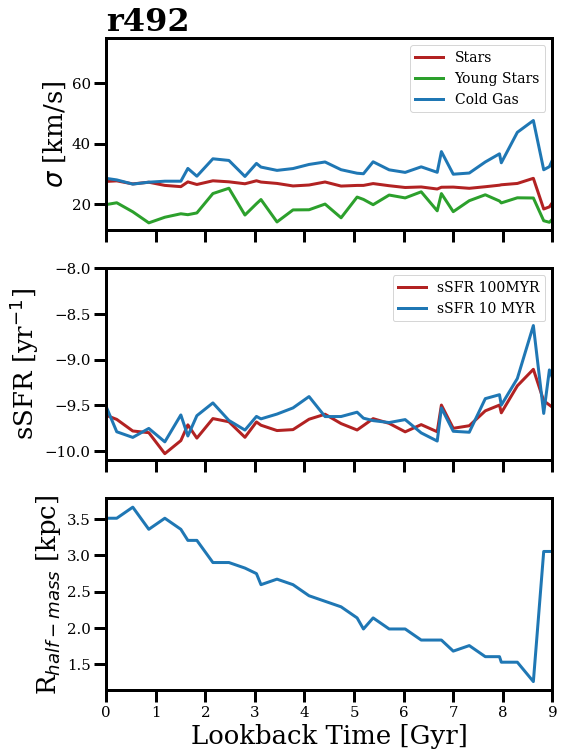 r492
σ [km/s]
60
40
20
Stars
Young Stars
Cold Gas
sSFR [yr⁻¹]
−8.0
−8.5
−9.0
−9.5
−10.0
sSFR 100MYR
sSFR 10 MYR
R_half−mass [kpc]
3.5
3.0
2.5
2.0
1.5
0 1 2 3 4 5 6 7 8 9
Lookback Time [Gyr]